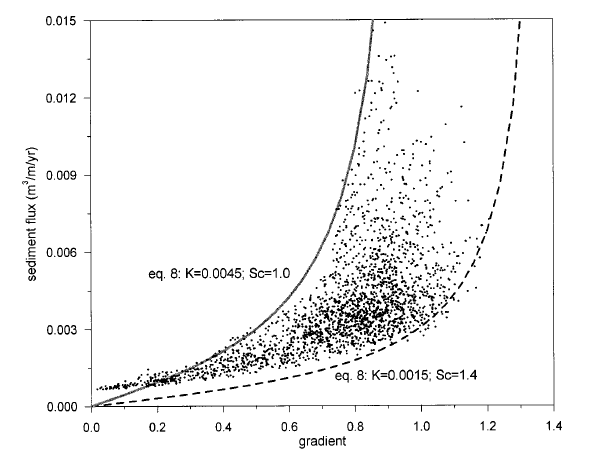 0.015
0.012
0.009
0.006
0.003
0.000
sediment flux (m³/m/yr)
eq. 8: K=0.0045; Sc=1.0
eq. 8: K=0.0015; Sc=1.4
0.0 0.2 0.4 0.6 0.8 1.0 1.2 1.4
gradient